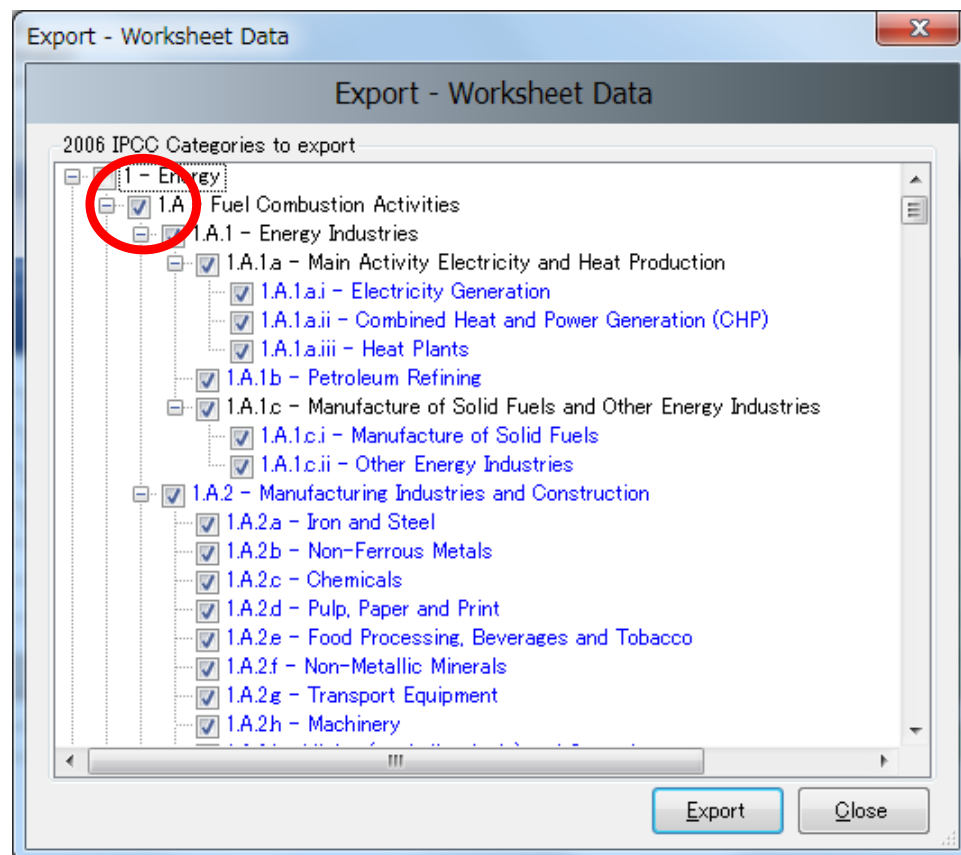 Export - Worksheet Data
Export - Worksheet Data
2006 IPCC Categories to export
1 - Energy
1.A - Fuel Combustion Activities
1.A.1 - Energy Industries
1.A.1.a - Main Activity Electricity and Heat Production
1.A.1.a.i - Electricity Generation
1.A.1.a.ii - Combined Heat and Power Generation (CHP)
1.A.1.a.iii - Heat Plants
1.A.1.b - Petroleum Refining
1.A.1.c - Manufacture of Solid Fuels and Other Energy Industries
1.A.1.c.i - Manufacture of Solid Fuels
1.A.1.c.ii - Other Energy Industries
1.A.2 - Manufacturing Industries and Construction
1.A.2.a - Iron and Steel
1.A.2.b - Non-Ferrous Metals
1.A.2.c - Chemicals
1.A.2.d - Pulp, Paper and Print
1.A.2.e - Food Processing, Beverages and Tobacco
1.A.2.f - Non-Metallic Minerals
1.A.2.g - Transport Equipment
1.A.2.h - Machinery
Export Close